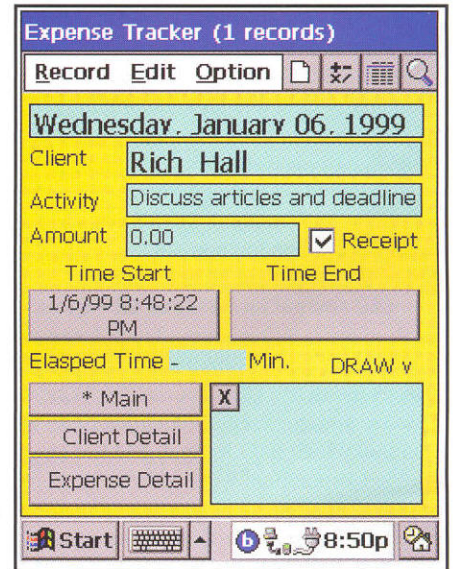 Expense Tracker (1 records)
Record Edit Option
Wednesday, January 06, 1999
Client Rich Hall
Activity Discuss articles and deadline
Amount 0.00 Receipt
Time Start Time End
1/6/99 8:48:22
PM
Elasped Time - Min. DRAW v
* Main X
Client Detail
Expense Detail
Start 8:50p